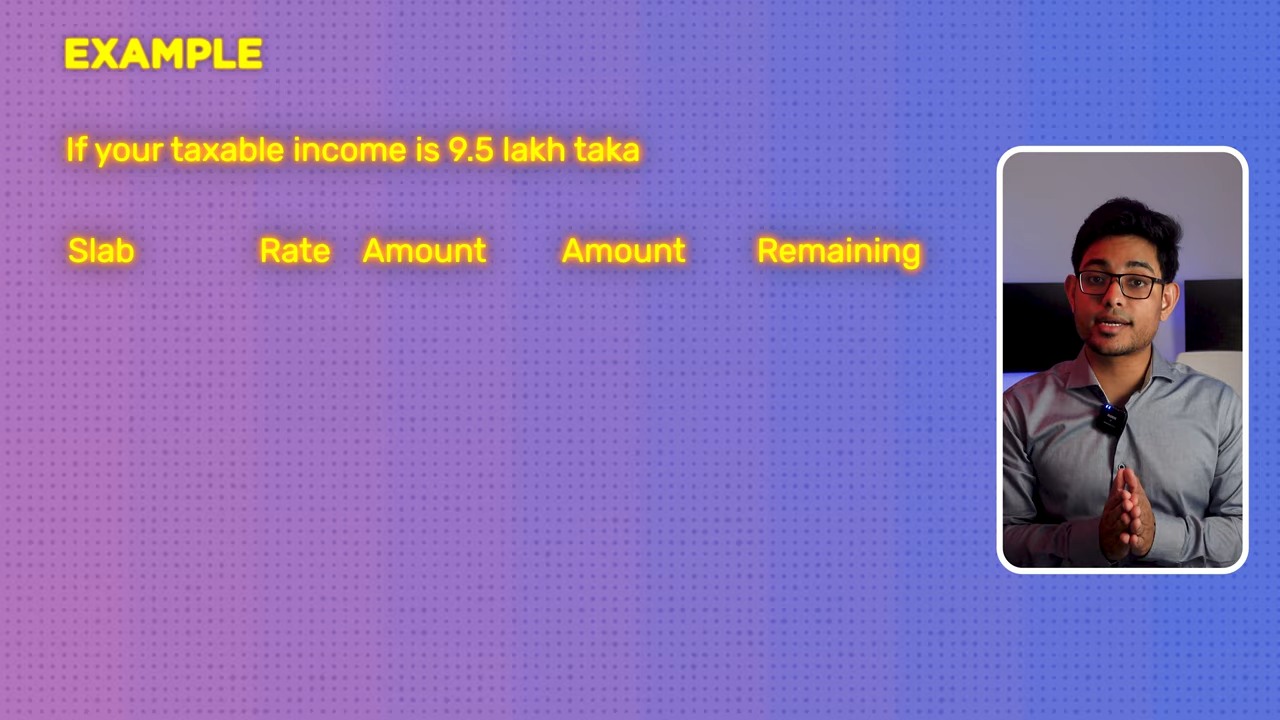 EXAMPLE
If your taxable income is 9.5 lakh taka
Slab Rate Amount Amount Remaining